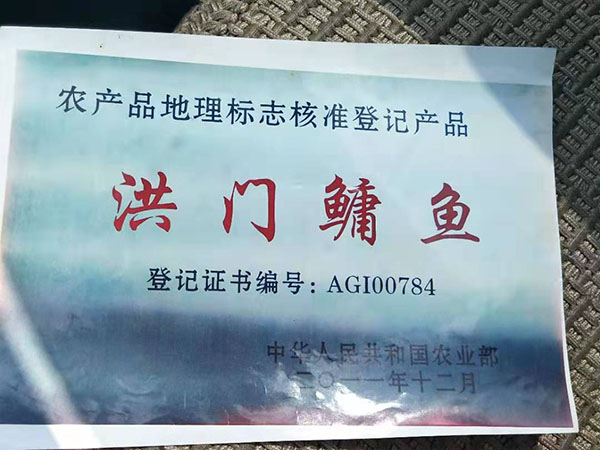 农产品地理标志核准登记产品
洪门鳙鱼
登记证书编号：AGI00784
中华人民共和国农业部
二〇一一年十二月